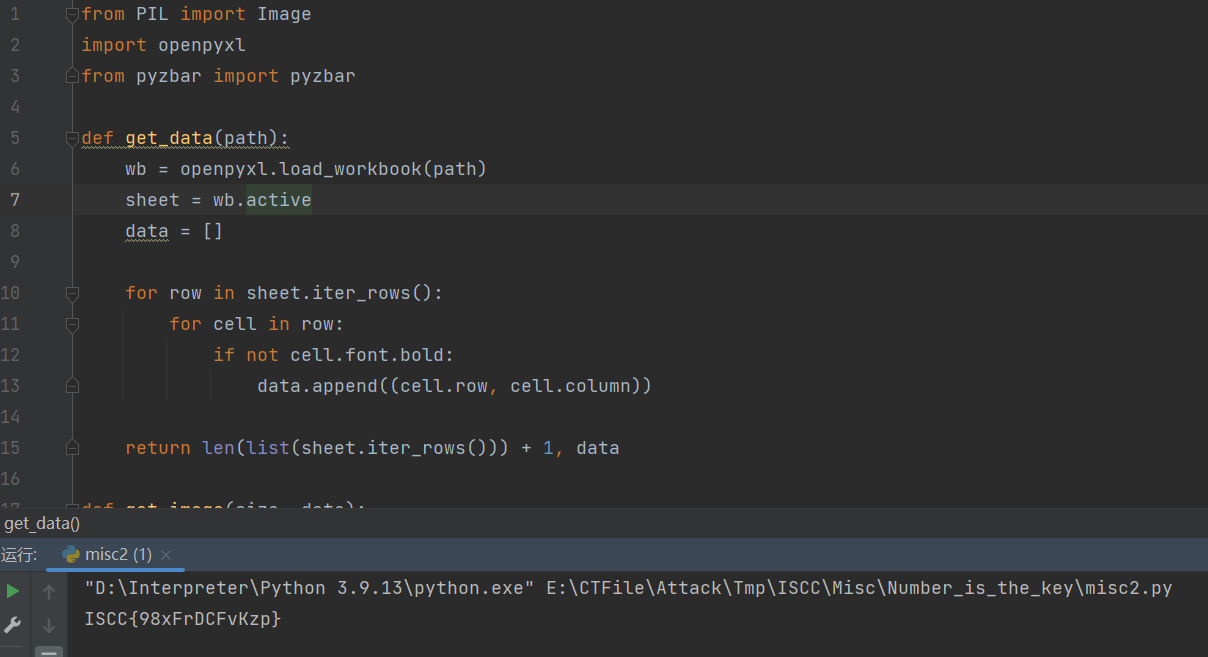 1 from PIL import Image
2 import openpyxl
3 from pyzbar import pyzbar
4
5 def get_data(path):
6     wb = openpyxl.load_workbook(path)
7     sheet = wb.active
8     data = []
9
10     for row in sheet.iter_rows():
11         for cell in row:
12             if not cell.font.bold:
13                 data.append((cell.row, cell.column))
14
15     return len(list(sheet.iter_rows())) + 1, data
16
17 def get_image(size, data):
get_data()
运行: misc2 (1) ×
"D:\Interpreter\Python 3.9.13\python.exe" E:\CTFile\Attack\Tmp\ISCC\Misc\Number_is_the_key\misc2.py
ISCC{98xFrDCFvKzp}